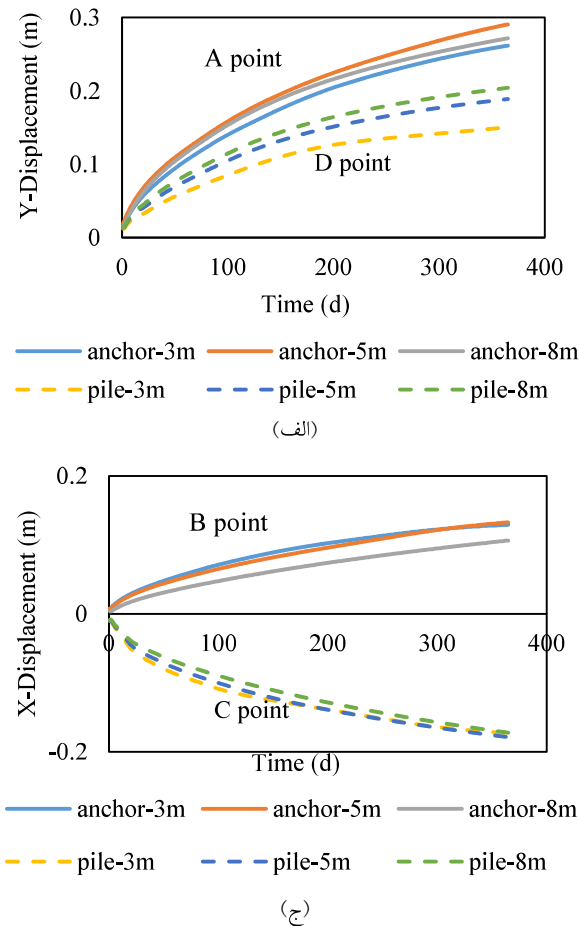 0.3
A point
0.2
Y-Displacement (m)
0.1
D point
0
0 100 200 300 400
Time (d)
anchor-3m anchor-5m anchor-8m
pile-3m pile-5m pile-8m
(الف)
0.2
B point
X-Displacement (m)
0
0 100 200 300 400
C point
-0.2
Time (d)
anchor-3m anchor-5m anchor-8m
pile-3m pile-5m pile-8m
(ج)